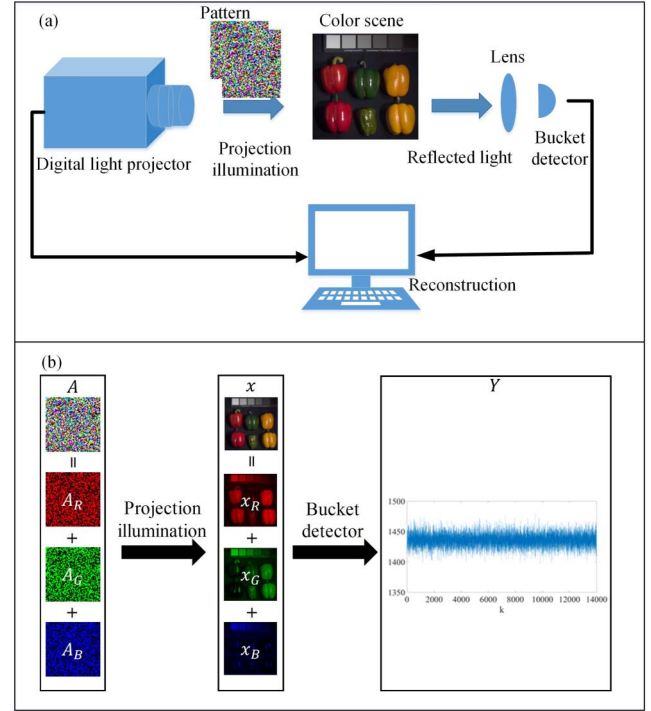 (a)
Pattern
Color scene
Lens
Digital light projector
Projection
illumination
Reflected light
Bucket
detector
Reconstruction
(b)
A
x
Y
=
=
A_R
x_R
+
+
A_G
x_G
+
+
A_B
x_B
Projection
illumination
Bucket
detector
1500
1450
1400
1350
0 2000 4000 6000 8000 10000 12000 14000
k